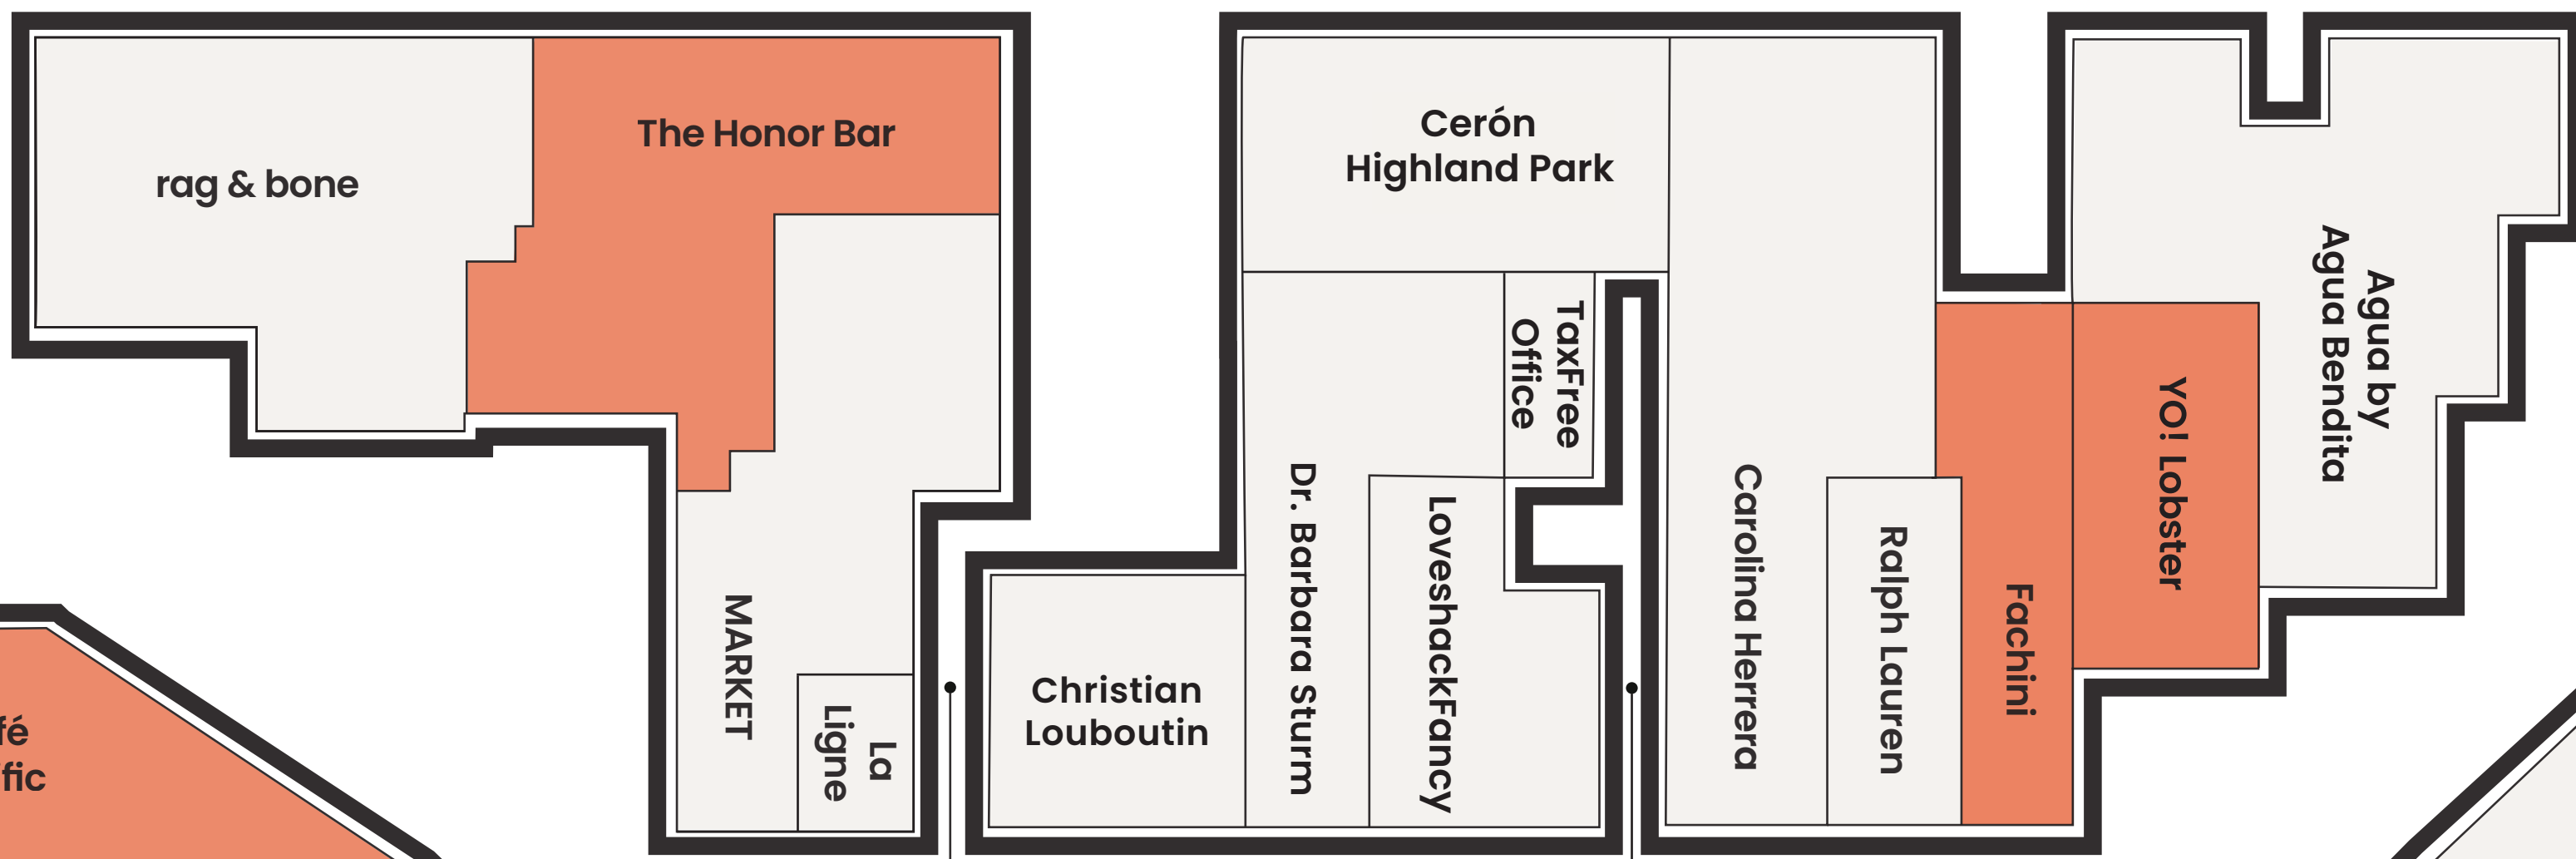 rag & bone
The Honor Bar
MARKET
La
Ligne
fé
fic
Christian
Louboutin
Cerón
Highland Park
Dr. Barbara Sturm
TaxFree
Office
LoveshackFancy
Carolina Herrera
Ralph Lauren
Fachini
YO! Lobster
Agua by
Agua Bendita